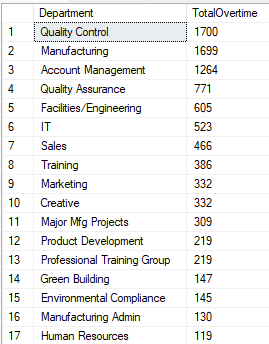 Department TotalOvertime
1 Quality Control 1700
2 Manufacturing 1699
3 Account Management 1264
4 Quality Assurance 771
5 Facilities/Engineering 605
6 IT 523
7 Sales 466
8 Training 386
9 Marketing 332
10 Creative 332
11 Major Mfg Projects 309
12 Product Development 219
13 Professional Training Group 219
14 Green Building 147
15 Environmental Compliance 145
16 Manufacturing Admin 130
17 Human Resources 119